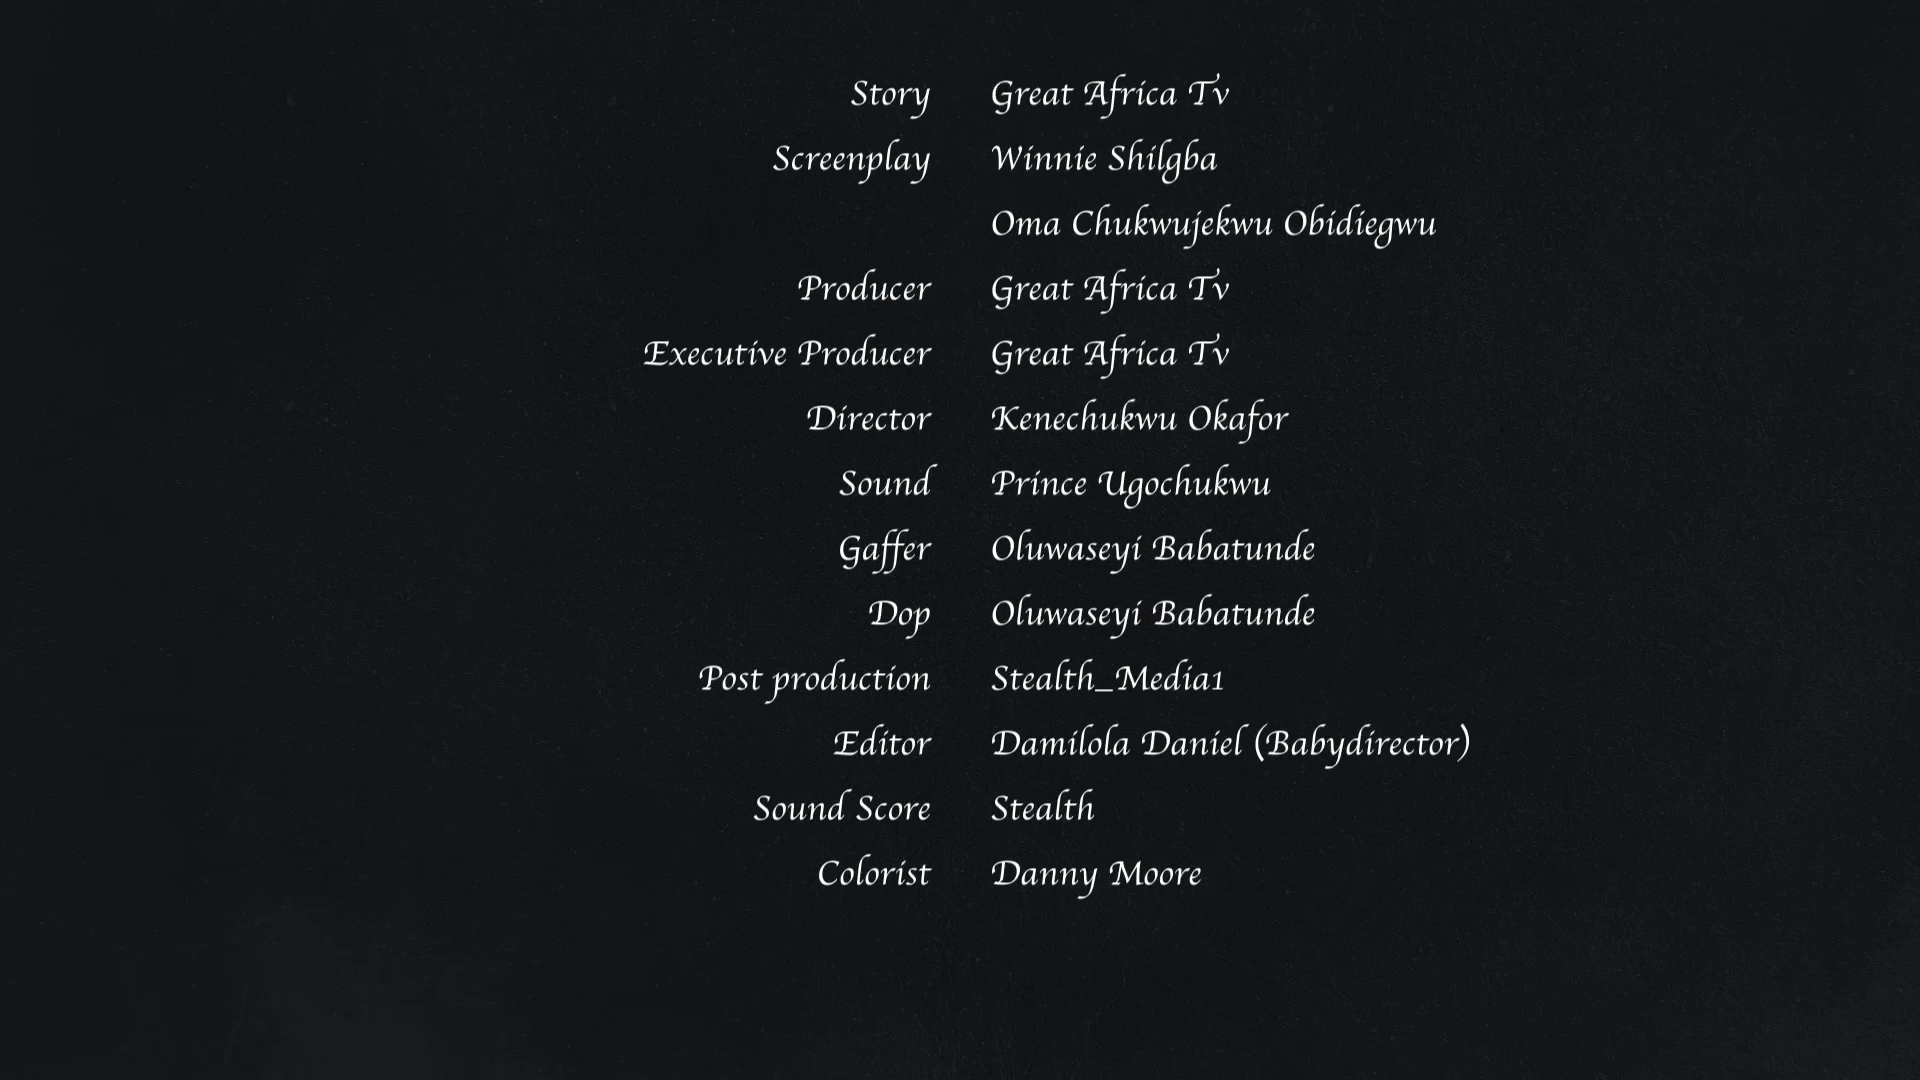 Story Great Africa Tv
Screenplay Winnie Shilgba
Oma Chukwujekwu Obidiegwu
Producer Great Africa Tv
Executive Producer Great Africa Tv
Director Kenechukwu Okafor
Sound Prince Ugochukwu
Gaffer Oluwaseyi Babatunde
Dop Oluwaseyi Babatunde
Post production Stealth_Media1
Editor Damilola Daniel (Babydirector)
Sound Score Stealth
Colorist Danny Moore